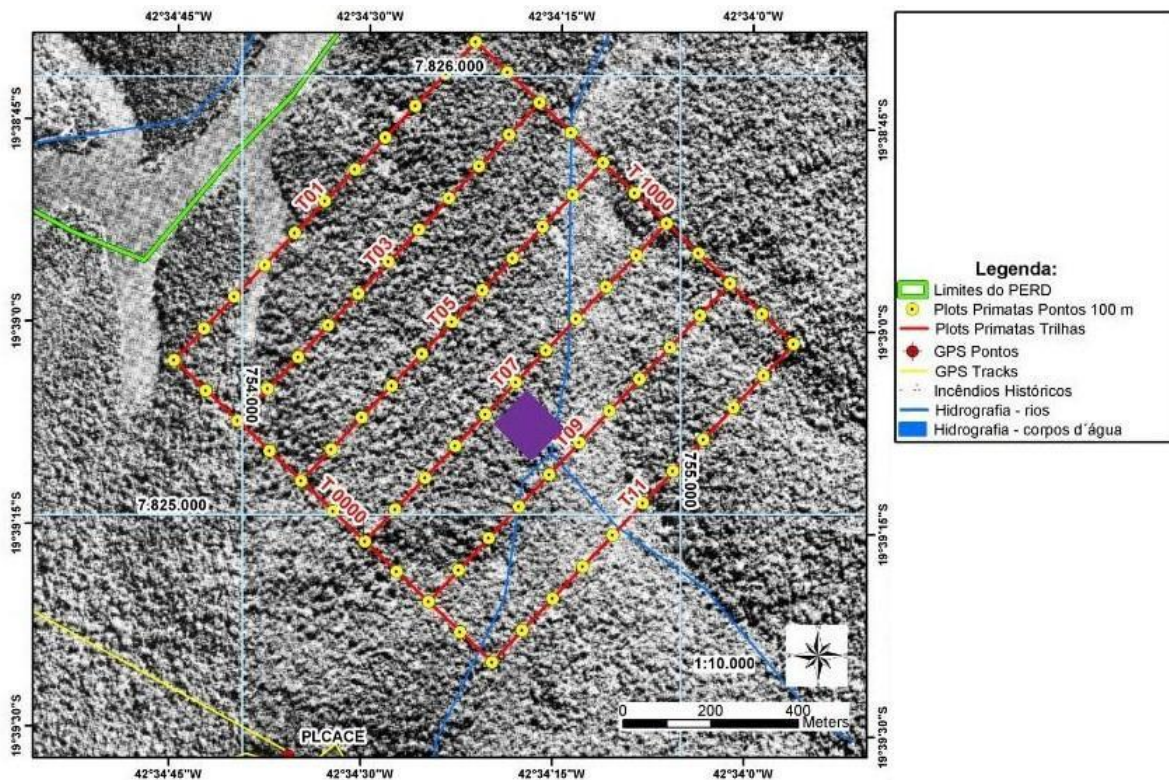 42°34'45"W 42°34'30"W 42°34'15"W 42°34'0"W
7.826.000
19°38'45"S
19°38'45"S
T01
T 1000
T03
T05
19°39'0"S
19°39'0"S
T07
754.000
T09
T 0000
T-11
755.000
7.825.000
19°39'15"S
19°39'15"S
1:10.000
0 200 400
Meters
PLCACE
19°39'30"S
19°39'30"S
42°34'45"W 42°34'30"W 42°34'15"W 42°34'0"W
Legenda:
Limites do PERD
Plots Primatas Pontos 100 m
Plots Primatas Trilhas
GPS Pontos
GPS Tracks
Incêndios Históricos
Hidrografia - rios
Hidrografia - corpos d´água